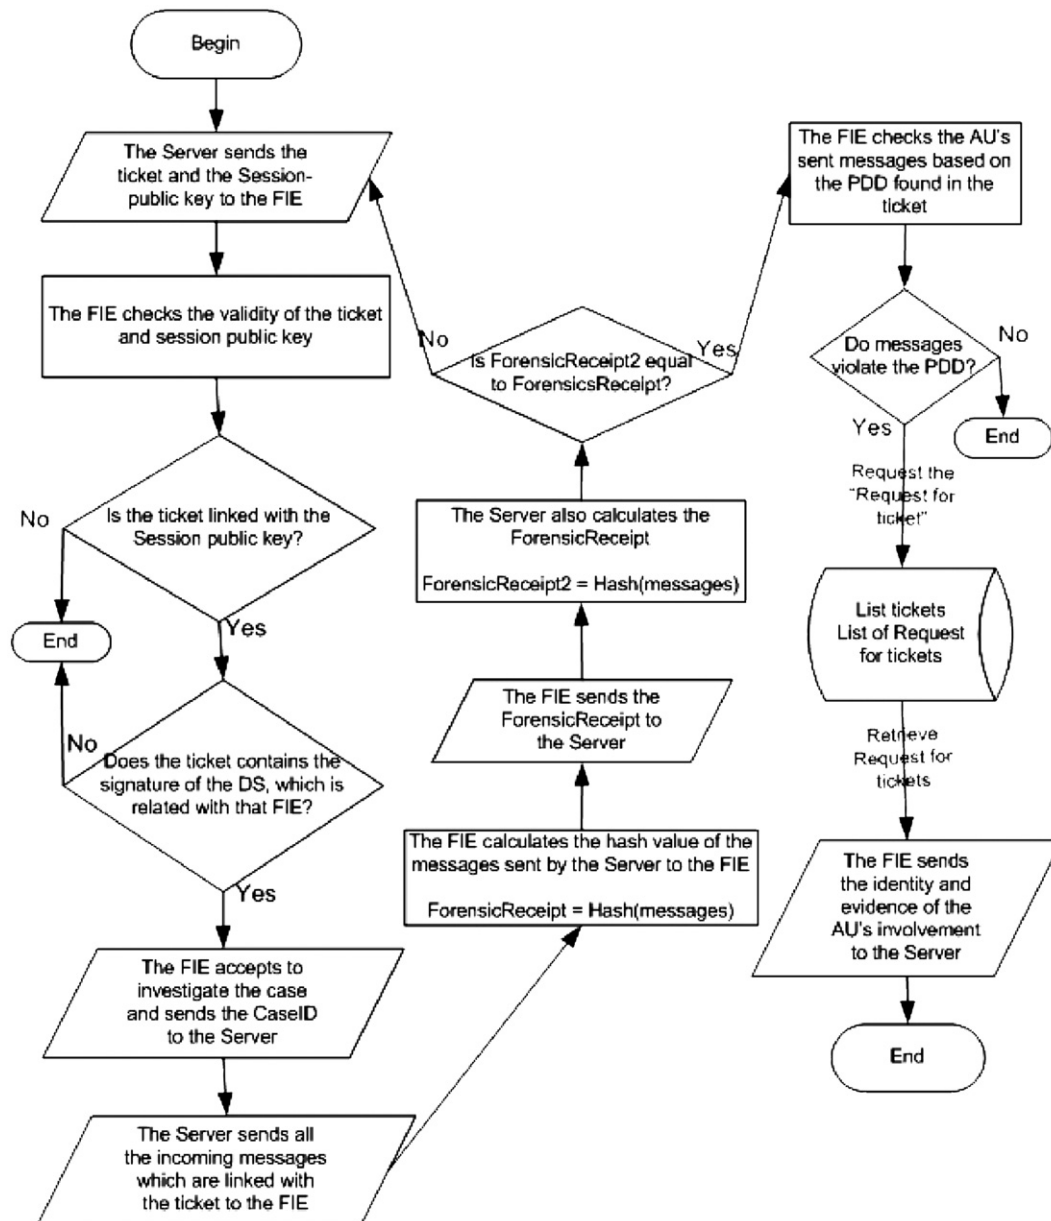 Begin
The Server sends the
ticket and the Session-
public key to the FIE
The FIE checks the validity of the ticket
and session public key
Is the ticket linked with the
Session public key?
No
Yes
End
Does the ticket contains the
signature of the DS, which is
related with that FIE?
No
Yes
The FIE accepts to
investigate the case
and sends the CaseID
to the Server
The Server sends all
the incoming messages
which are linked with
the ticket to the FIE
The FIE calculates the hash value of the
messages sent by the Server to the FIE
ForensicReceipt = Hash(messages)
The FIE sends the
ForensicReceipt to
the Server
The Server also calculates the
ForensicReceipt
ForensicReceipt2 = Hash(messages)
Is ForensicReceipt2 equal
to ForensicsReceipt?
No
Yes
The FIE checks the AU's
sent messages based on
the PDD found in the
ticket
Do messages
violate the PDD?
No
End
Yes
Request the
"Request for
ticket"
List tickets
List of Request
for tickets
Retrieve
Request for
tickets
The FIE sends
the identity and
evidence of the
AU's involvement
to the Server
End